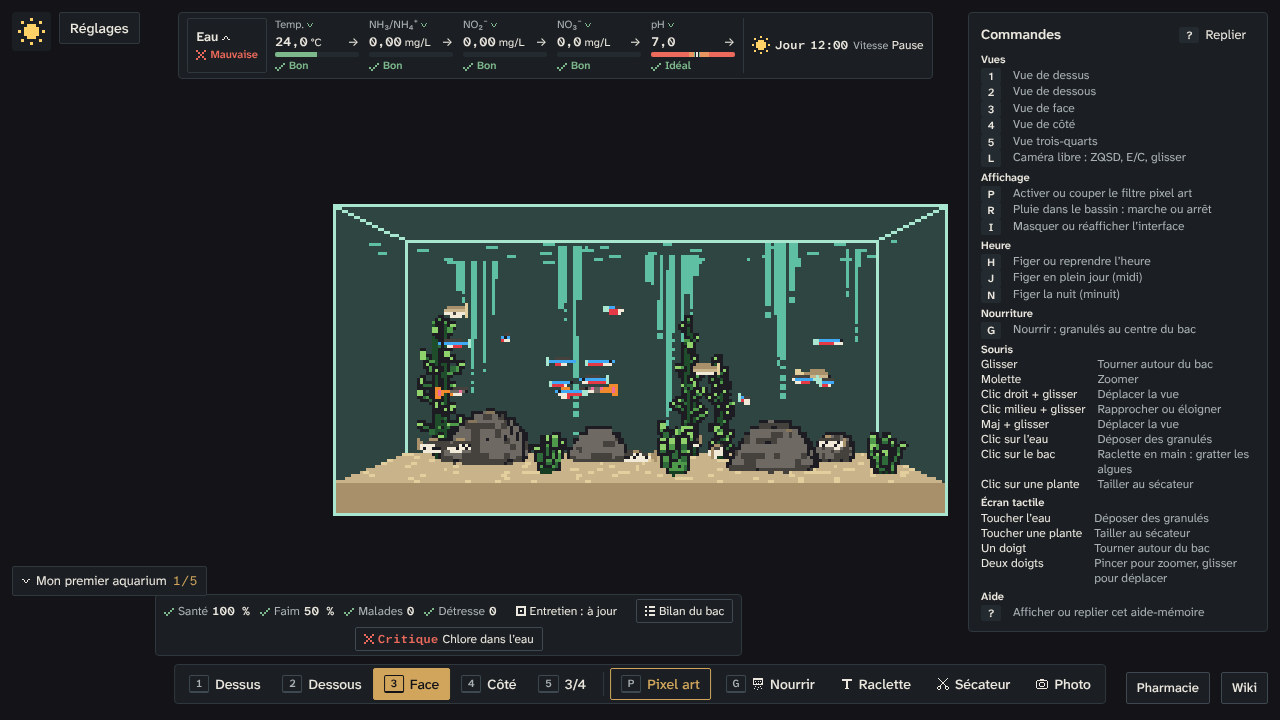 Réglages
Eau
Mauvaise
Temp.
24,0 °C
Bon
NH₃/NH₄⁺
0,00 mg/L
Bon
NO₂⁻
0,00 mg/L
Bon
NO₃⁻
0,0 mg/L
Bon
pH
7,0
Idéal
Jour 12:00 Vitesse Pause
Commandes
? Replier
Vues
1 Vue de dessus
2 Vue de dessous
3 Vue de face
4 Vue de côté
5 Vue trois-quarts
L Caméra libre : ZQSD, E/C, glisser
Affichage
P Activer ou couper le filtre pixel art
R Pluie dans le bassin : marche ou arrêt
I Masquer ou réafficher l'interface
Heure
H Figer ou reprendre l'heure
J Figer en plein jour (midi)
N Figer la nuit (minuit)
Nourriture
G Nourrir : granulés au centre du bac
Souris
Glisser Tourner autour du bac
Molette Zoomer
Clic droit + glisser Déplacer la vue
Clic milieu + glisser Rapprocher ou éloigner
Maj + glisser Déplacer la vue
Clic sur l'eau Déposer des granulés
Clic sur le bac Raclette en main : gratter les
algues
Clic sur une plante Tailler au sécateur
Écran tactile
Toucher l'eau Déposer des granulés
Toucher une plante Tailler au sécateur
Un doigt Tourner autour du bac
Deux doigts Pincer pour zoomer, glisser
pour déplacer
Aide
? Afficher ou replier cet aide-mémoire
Mon premier aquarium 1/5
Santé 100 % Faim 50 % Malades 0 Détresse 0 Entretien : à jour Bilan du bac
Critique Chlore dans l'eau
1 Dessus 2 Dessous 3 Face 4 Côté 5 3/4 P Pixel art G Nourrir Raclette Sécateur Photo
Pharmacie Wiki